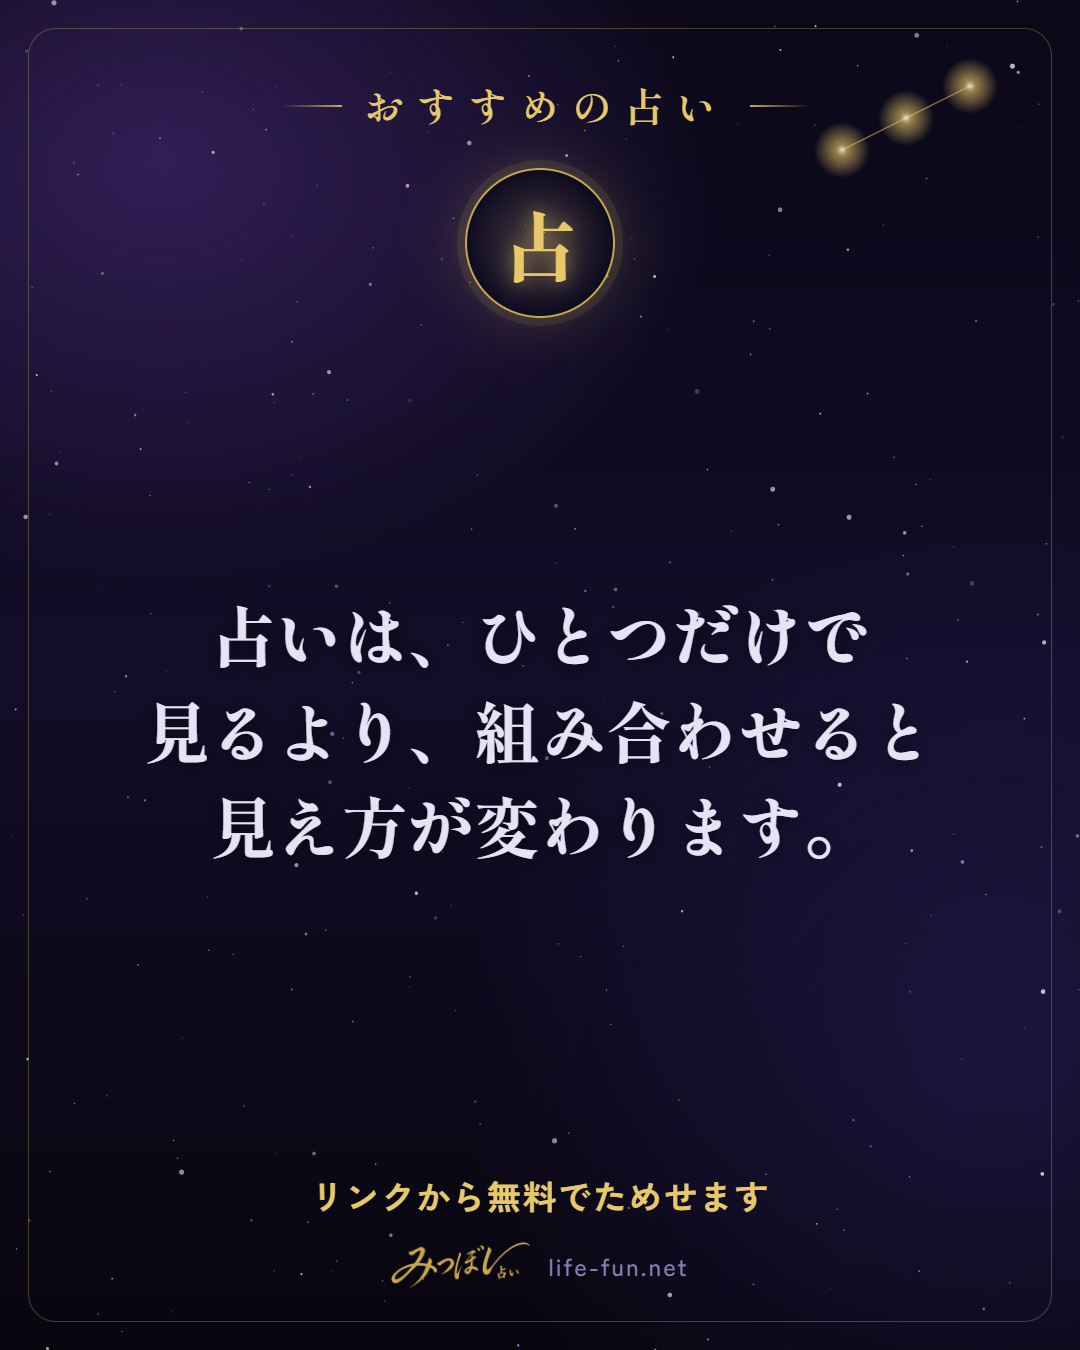 おすすめの占い
占
占いは、ひとつだけで
見るより、組み合わせると
見え方が変わります。
リンクから無料でためせます
みつぼし占い life-fun.net